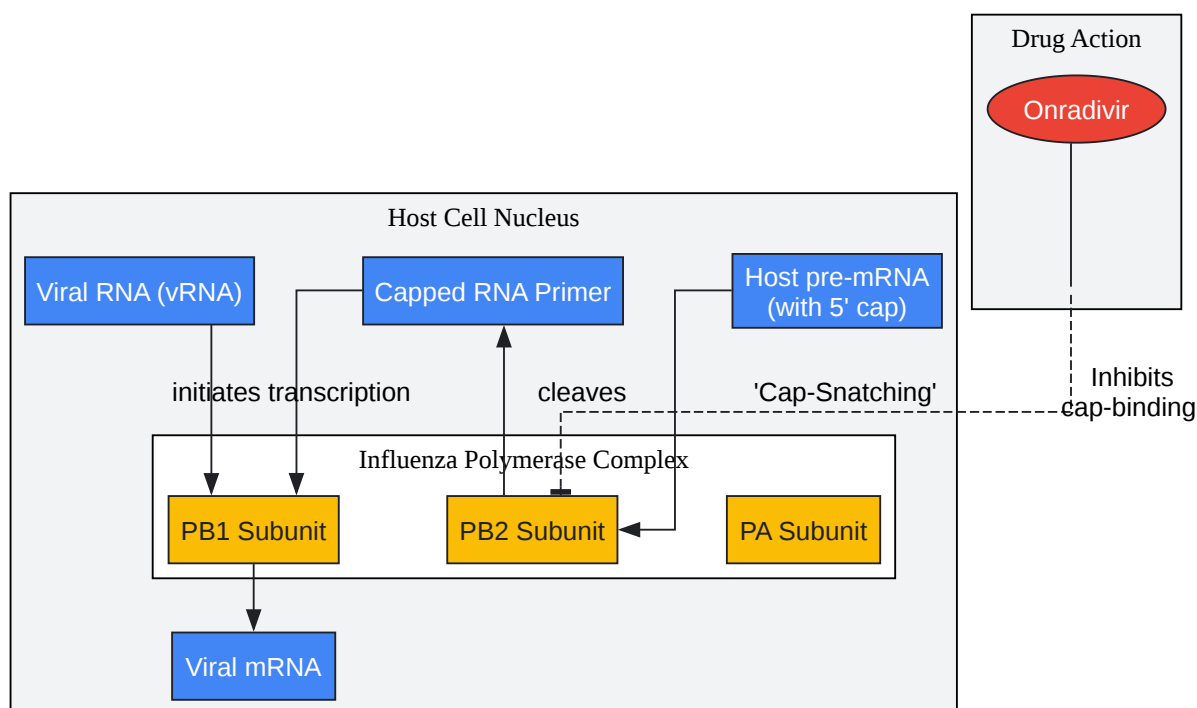 Drug Action
Onradivir
Host Cell Nucleus
Viral RNA (vRNA)
Capped RNA Primer
Host pre-mRNA
(with 5' cap)
initiates transcription
cleaves
'Cap-Snatching'
Inhibits
cap-binding
Influenza Polymerase Complex
PB1 Subunit
PB2 Subunit
PA Subunit
Viral mRNA